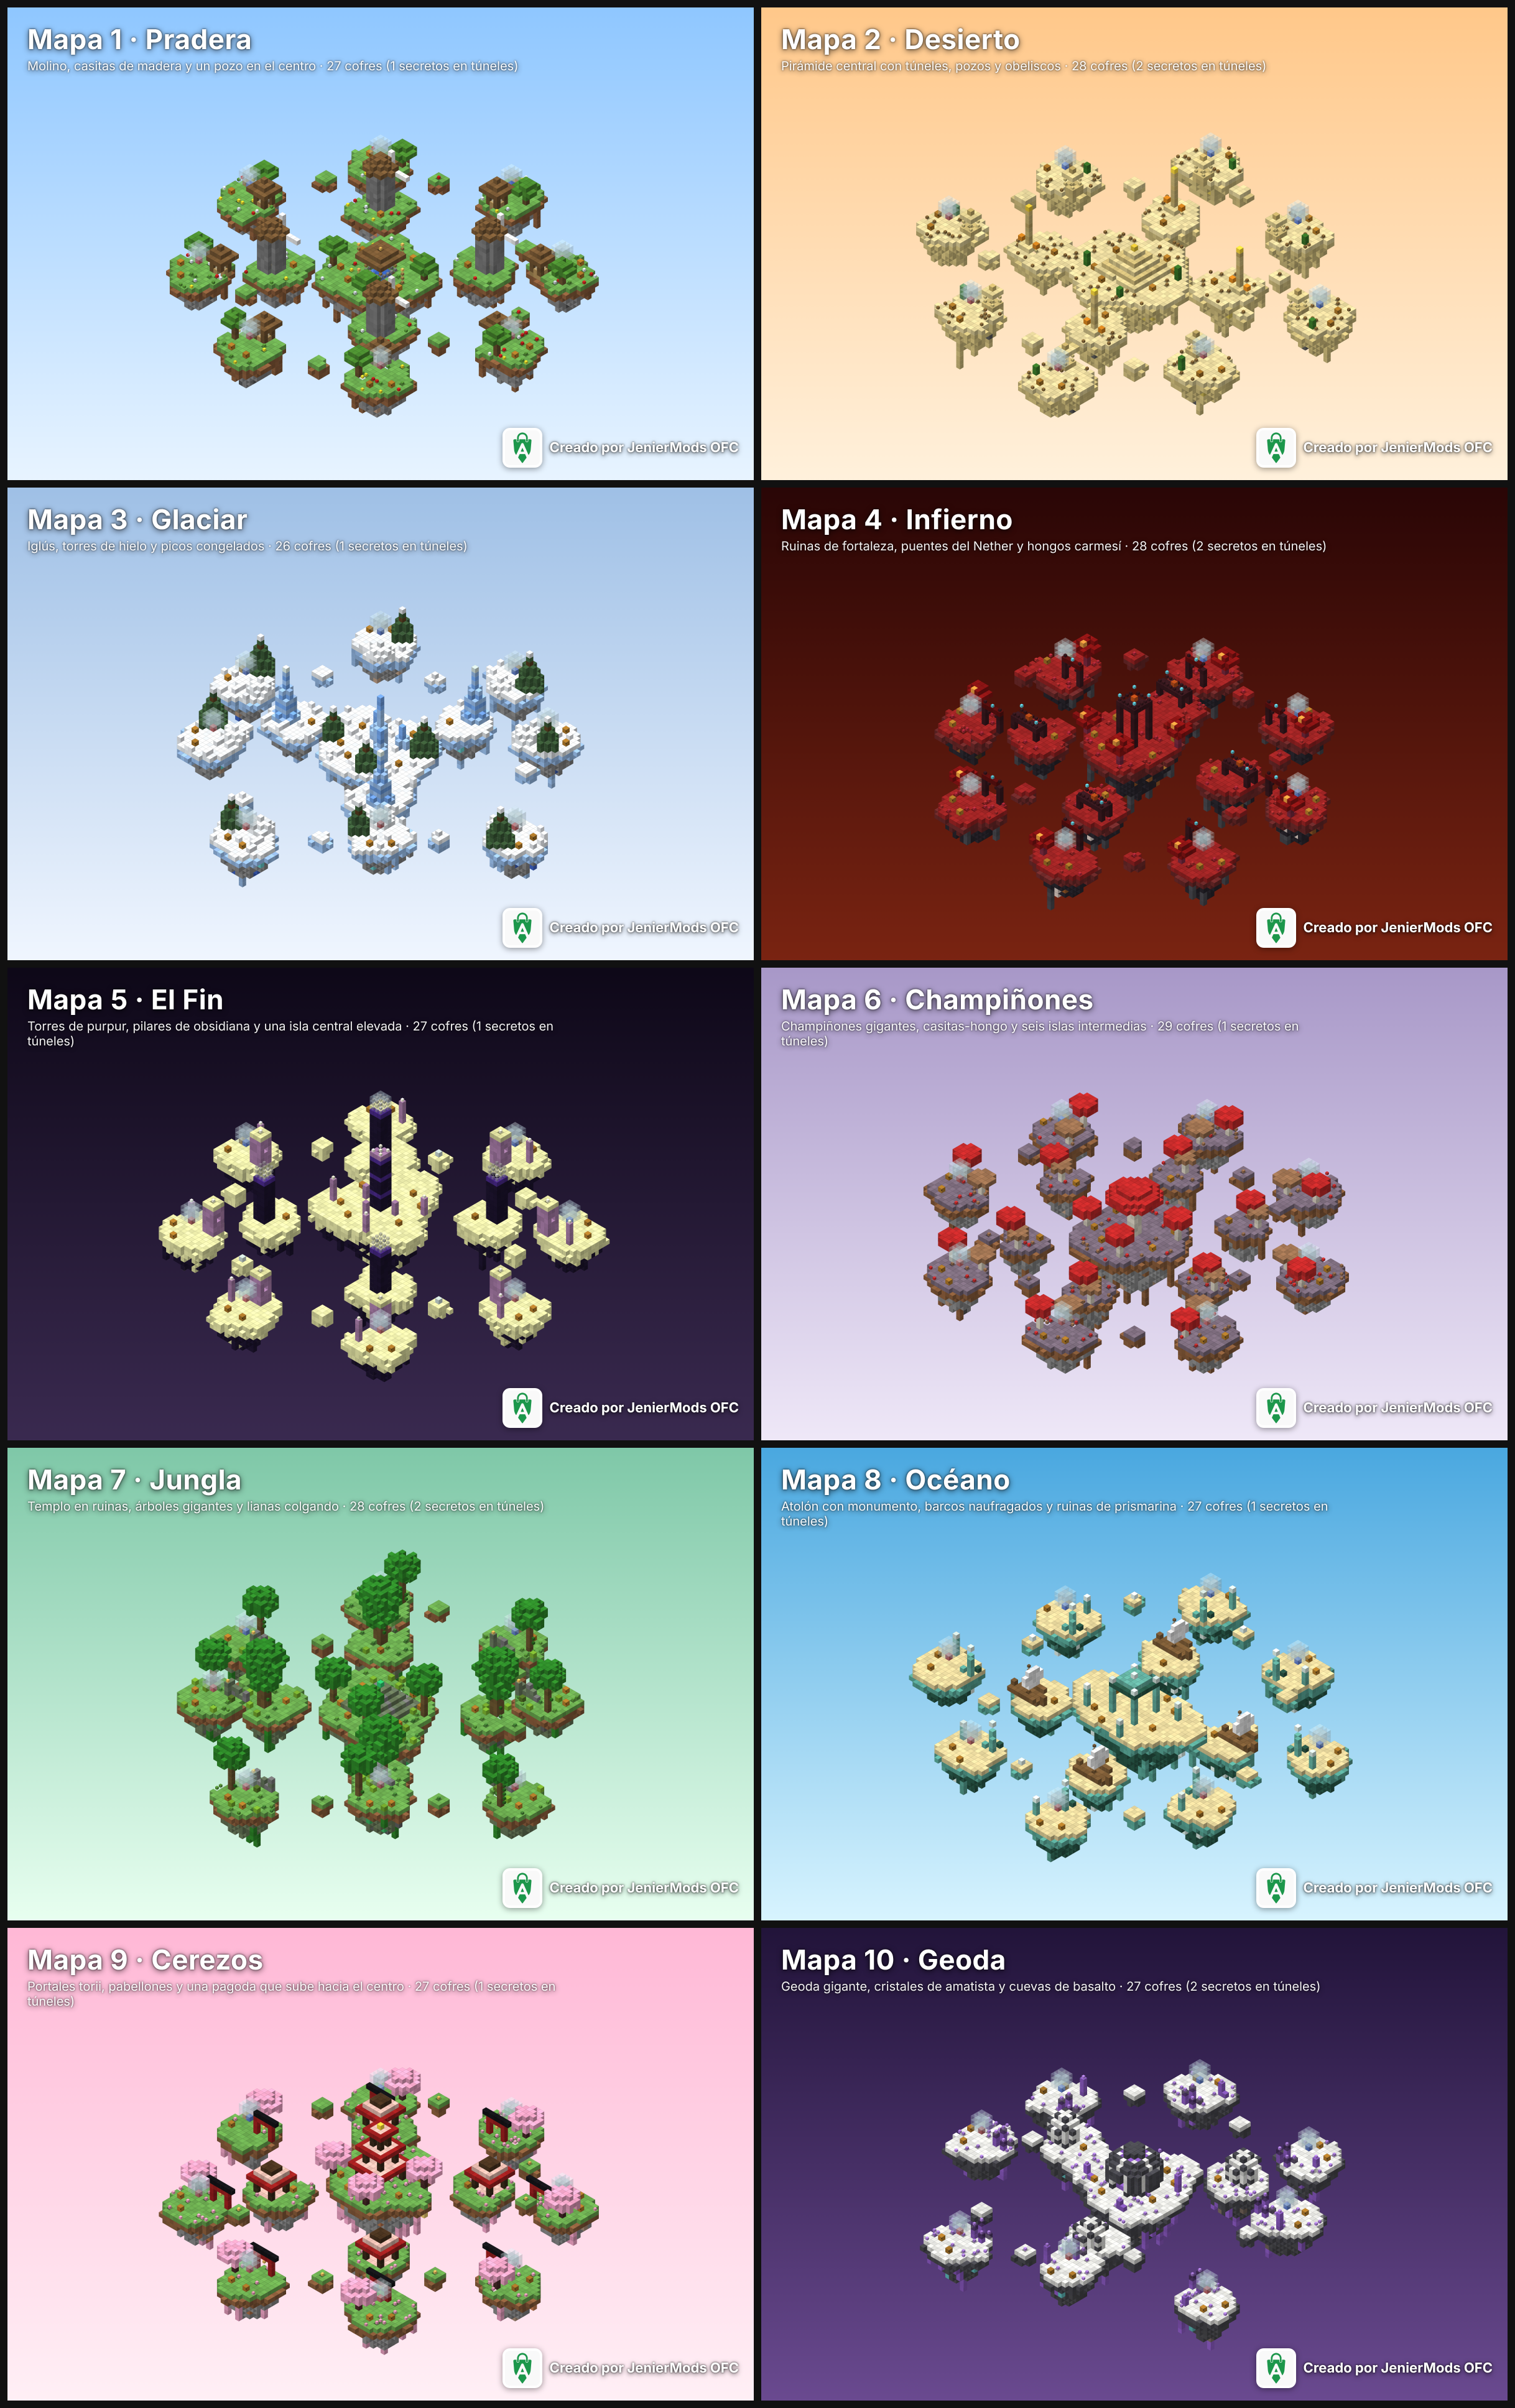 Mapa 1 · Pradera
Molino, casitas de madera y un pozo en el centro · 27 cofres (1 secretos en túneles)
Creado por JenierMods OFC
Mapa 2 · Desierto
Pirámide central con túneles, pozos y obeliscos · 28 cofres (2 secretos en túneles)
Creado por JenierMods OFC
Mapa 3 · Glaciar
Iglús, torres de hielo y picos congelados · 26 cofres (1 secretos en túneles)
Creado por JenierMods OFC
Mapa 4 · Infierno
Ruinas de fortaleza, puentes del Nether y hongos carmesí · 28 cofres (2 secretos en túneles)
Creado por JenierMods OFC
Mapa 5 · El Fin
Torres de purpur, pilares de obsidiana y una isla central elevada · 27 cofres (1 secretos en
túneles)
Creado por JenierMods OFC
Mapa 6 · Champiñones
Champiñones gigantes, casitas-hongo y seis islas intermedias · 29 cofres (1 secretos en
túneles)
Creado por JenierMods OFC
Mapa 7 · Jungla
Templo en ruinas, árboles gigantes y lianas colgando · 28 cofres (2 secretos en túneles)
Creado por JenierMods OFC
Mapa 8 · Océano
Atolón con monumento, barcos naufragados y ruinas de prismarina · 27 cofres (1 secretos en
túneles)
Creado por JenierMods OFC
Mapa 9 · Cerezos
Portales torii, pabellones y una pagoda que sube hacia el centro · 27 cofres (1 secretos en
túneles)
Creado por JenierMods OFC
Mapa 10 · Geoda
Geoda gigante, cristales de amatista y cuevas de basalto · 27 cofres (2 secretos en túneles)
Creado por JenierMods OFC